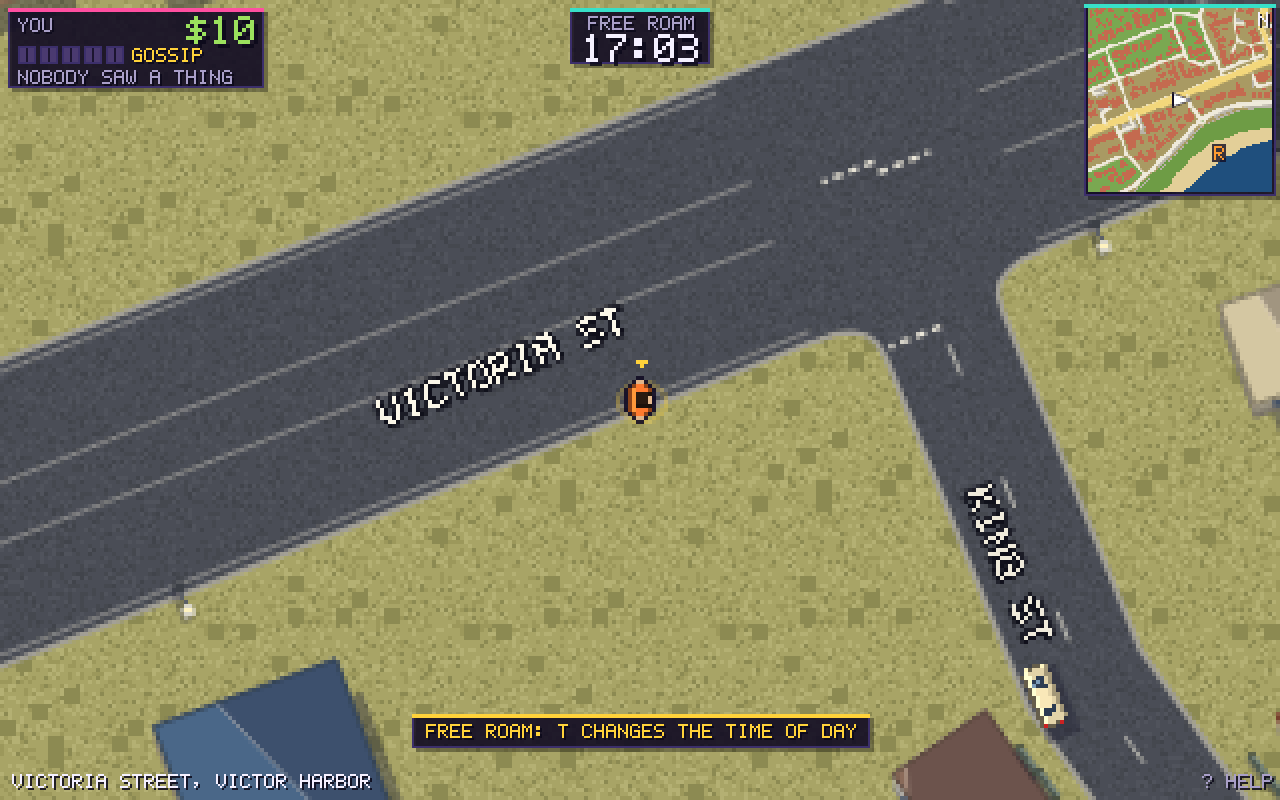 YOU
$10
GOSSIP
NOBODY SAW A THING
FREE ROAM
17:03
N
R
VICTORIA ST
KING ST
FREE ROAM: T CHANGES THE TIME OF DAY
VICTORIA STREET, VICTOR HARBOR
? HELP